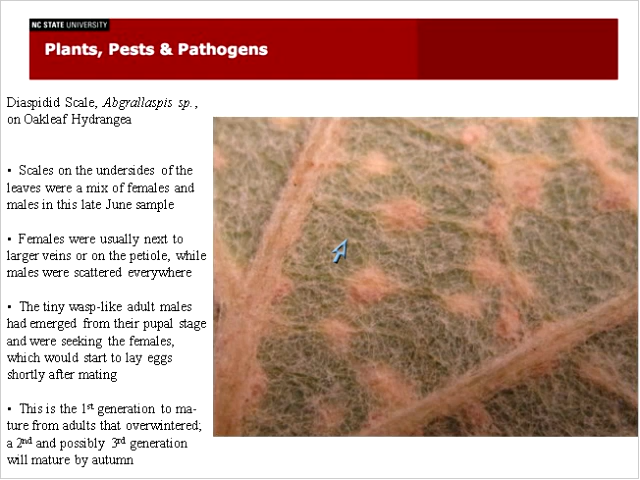 NC STATE UNIVERSITY
Plants, Pests & Pathogens
Diaspidid Scale, Abgrallaspis sp.,
on Oakleaf Hydrangea
• Scales on the undersides of the
leaves were a mix of females and
males in this late June sample
• Females were usually next to
larger veins or on the petiole, while
males were scattered everywhere
• The tiny wasp-like adult males
had emerged from their pupal stage
and were seeking the females,
which would start to lay eggs
shortly after mating
• This is the 1st generation to ma-
ture from adults that overwintered;
a 2nd and possibly 3rd generation
will mature by autumn